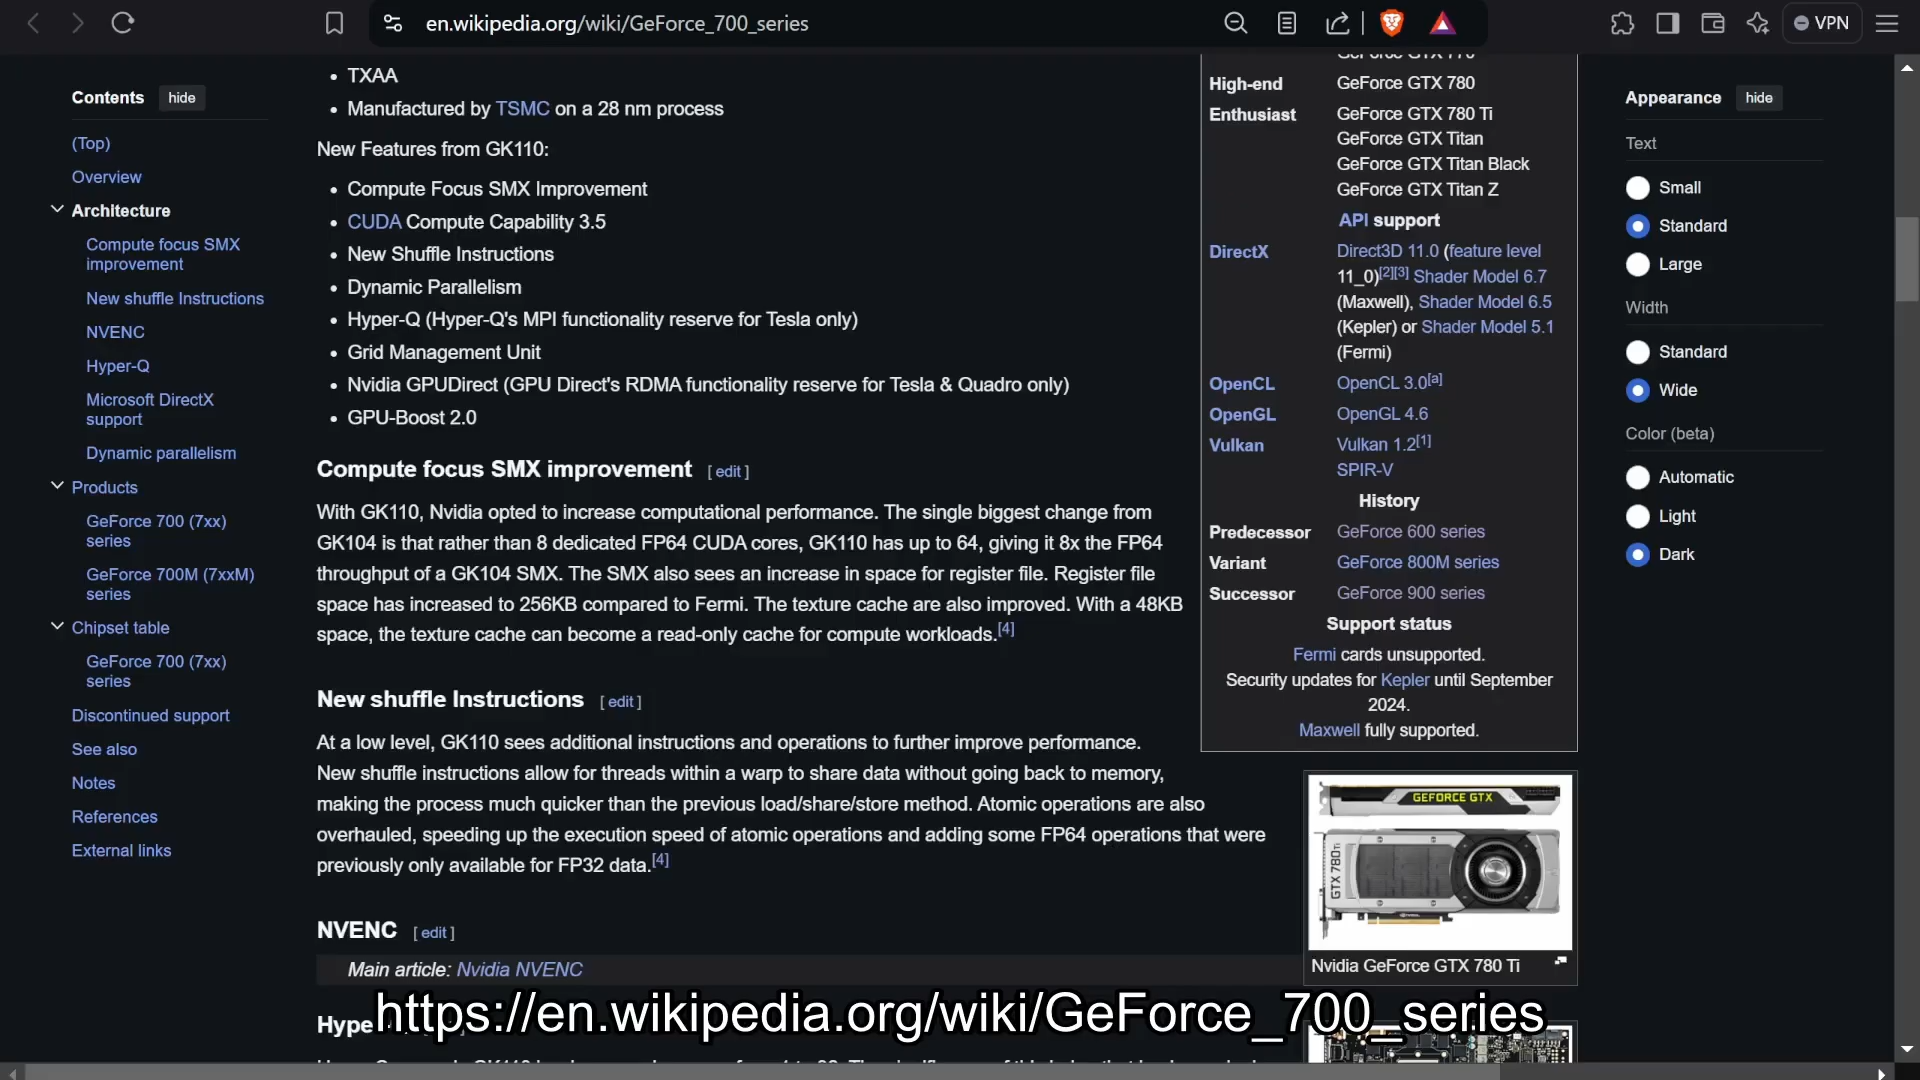 en.wikipedia.org/wiki/GeForce_700_series
VPN
Contents
hide
(Top)
Overview
Architecture
Compute focus SMX
improvement
New shuffle Instructions
NVENC
Hyper-Q
Microsoft DirectX
support
Dynamic parallelism
Products
GeForce 700 (7xx)
series
GeForce 700M (7xxM)
series
Chipset table
GeForce 700 (7xx)
series
Discontinued support
See also
Notes
References
External links
• TXAA
• Manufactured by TSMC on a 28 nm process
New Features from GK110:
• Compute Focus SMX Improvement
• CUDA Compute Capability 3.5
• New Shuffle Instructions
• Dynamic Parallelism
• Hyper-Q (Hyper-Q's MPI functionality reserve for Tesla only)
• Grid Management Unit
• Nvidia GPUDirect (GPU Direct's RDMA functionality reserve for Tesla & Quadro only)
• GPU-Boost 2.0
Compute focus SMX improvement [ edit ]
With GK110, Nvidia opted to increase computational performance. The single biggest change from
GK104 is that rather than 8 dedicated FP64 CUDA cores, GK110 has up to 64, giving it 8x the FP64
throughput of a GK104 SMX. The SMX also sees an increase in space for register file. Register file
space has increased to 256KB compared to Fermi. The texture cache are also improved. With a 48KB
space, the texture cache can become a read-only cache for compute workloads.[4]
New shuffle Instructions [ edit ]
At a low level, GK110 sees additional instructions and operations to further improve performance.
New shuffle instructions allow for threads within a warp to share data without going back to memory,
making the process much quicker than the previous load/share/store method. Atomic operations are also
overhauled, speeding up the execution speed of atomic operations and adding some FP64 operations that were
previously only available for FP32 data.[4]
NVENC [ edit ]
Main article: Nvidia NVENC
Hype
https://en.wikipedia.org/wiki/GeForce_700_series
High-end GeForce GTX 780
Enthusiast GeForce GTX 780 Ti
GeForce GTX Titan
GeForce GTX Titan Black
GeForce GTX Titan Z
API support
DirectX Direct3D 11.0 (feature level
11_0)[2][3] Shader Model 6.7
(Maxwell), Shader Model 6.5
(Kepler) or Shader Model 5.1
(Fermi)
OpenCL OpenCL 3.0[a]
OpenGL OpenGL 4.6
Vulkan Vulkan 1.2[1]
SPIR-V
History
Predecessor GeForce 600 series
Variant GeForce 800M series
Successor GeForce 900 series
Support status
Fermi cards unsupported.
Security updates for Kepler until September
2024.
Maxwell fully supported.
GEFORCE GTX
GTX 780Ti
Nvidia GeForce GTX 780 Ti
Appearance
hide
Text
Small
Standard
Large
Width
Standard
Wide
Color (beta)
Automatic
Light
Dark